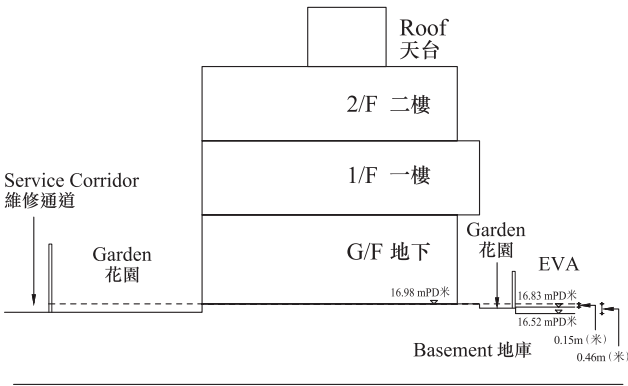 Roof
天台
2/F 二樓
1/F 一樓
Service Corridor
維修通道
Garden
花園
G/F 地下
Garden
花園
EVA
16.98 mPD米
16.83 mPD米
16.52 mPD米
0.15m (米)
Basement 地庫
0.46m (米)